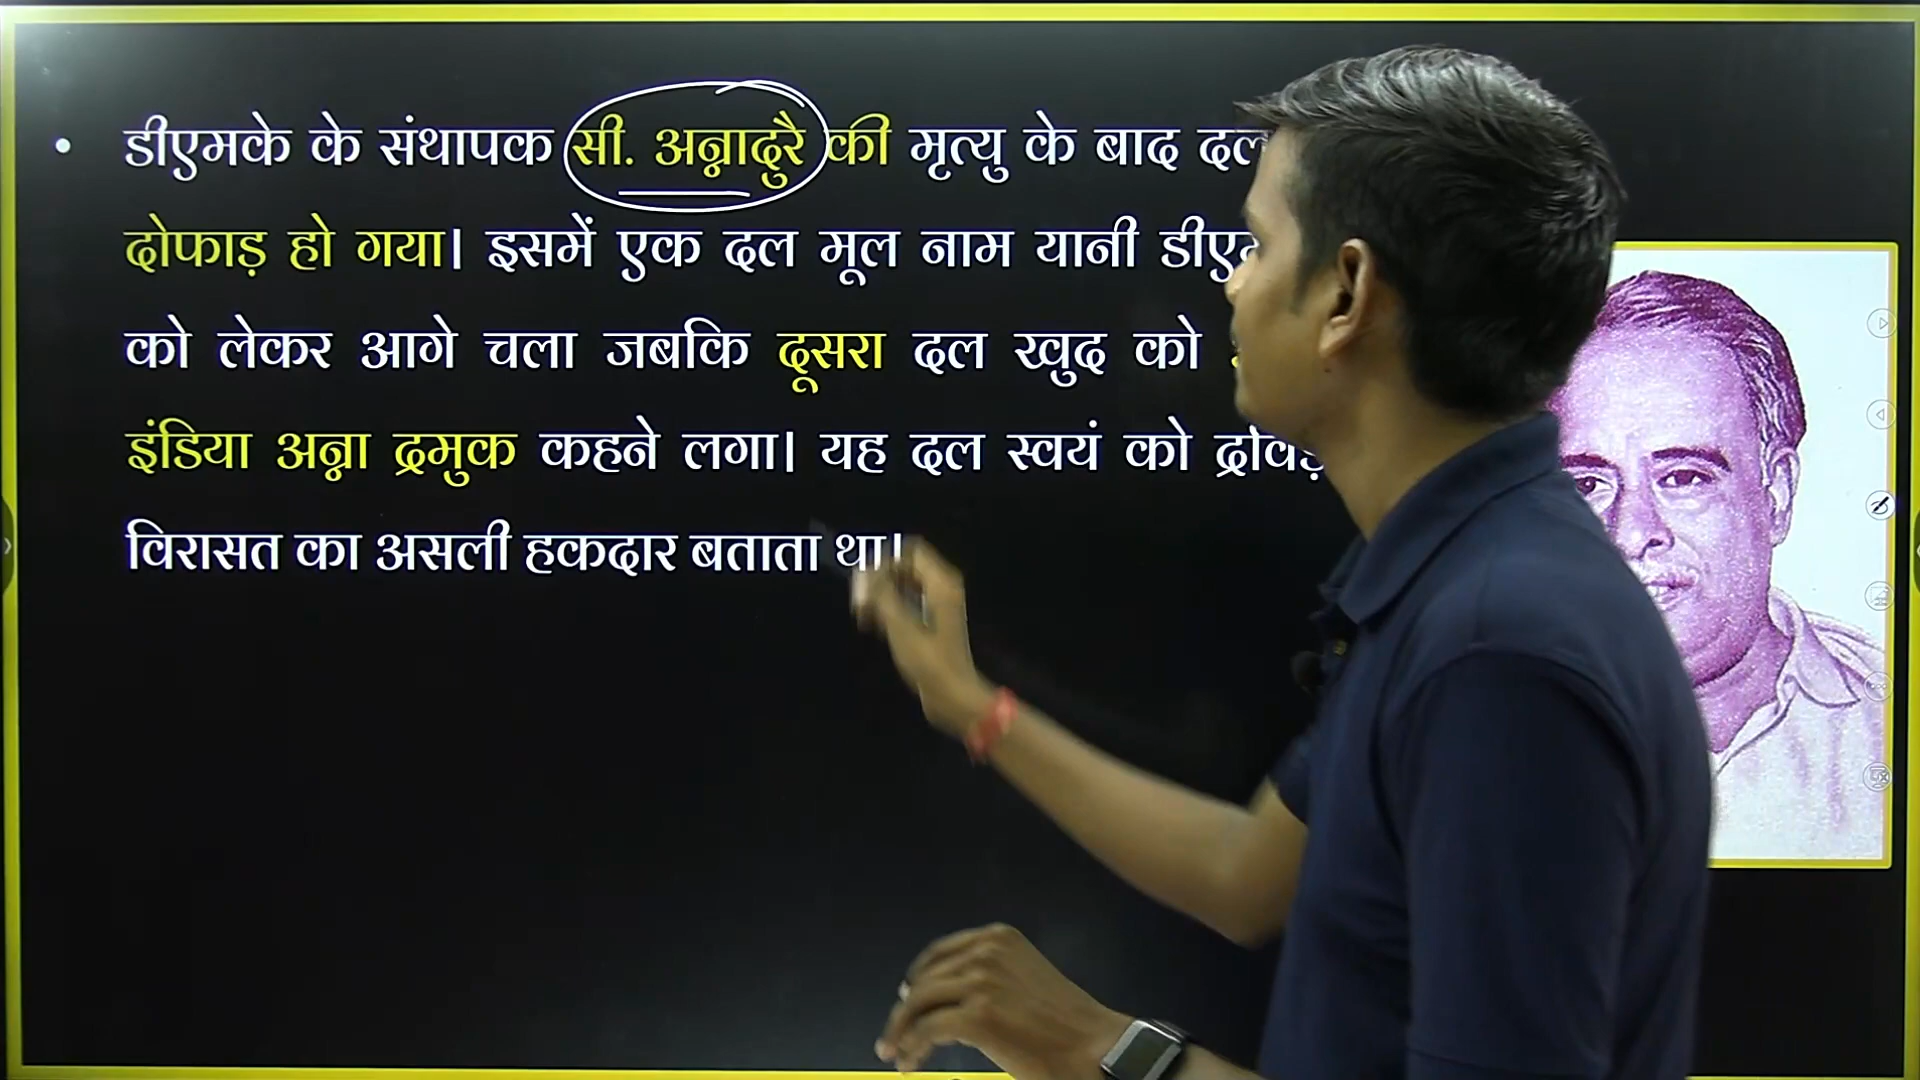 • डीएमके के संथापक सी. अन्नादुरै की मृत्यु के बाद दल
दोफाड़ हो गया। इसमें एक दल मूल नाम यानी
को लेकर आगे चला जबकि दूसरा दल खुद को
इंडिया अन्ना द्रमुक कहने लगा। यह दल स्वयं को द्रविड़
विरासत का असली हकदार बताता था।